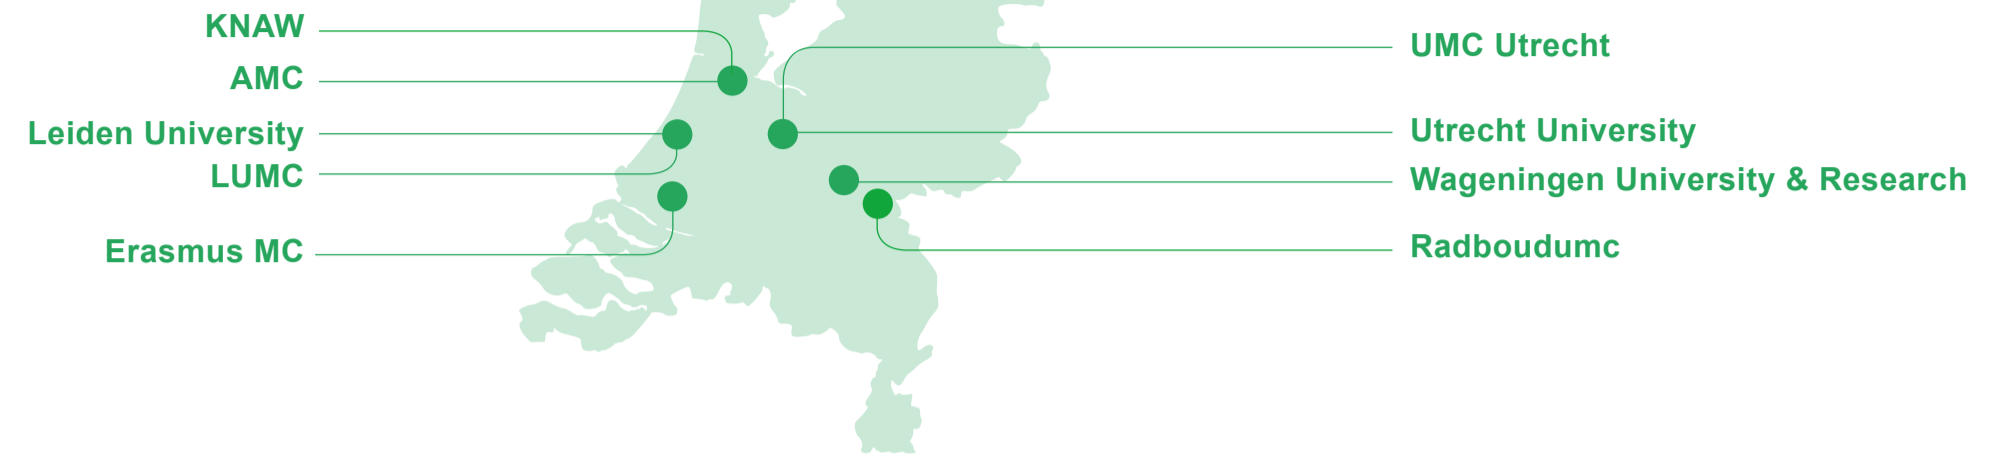 KNAW
AMC
Leiden University
LUMC
Erasmus MC
UMC Utrecht
Utrecht University
Wageningen University & Research
Radboudumc